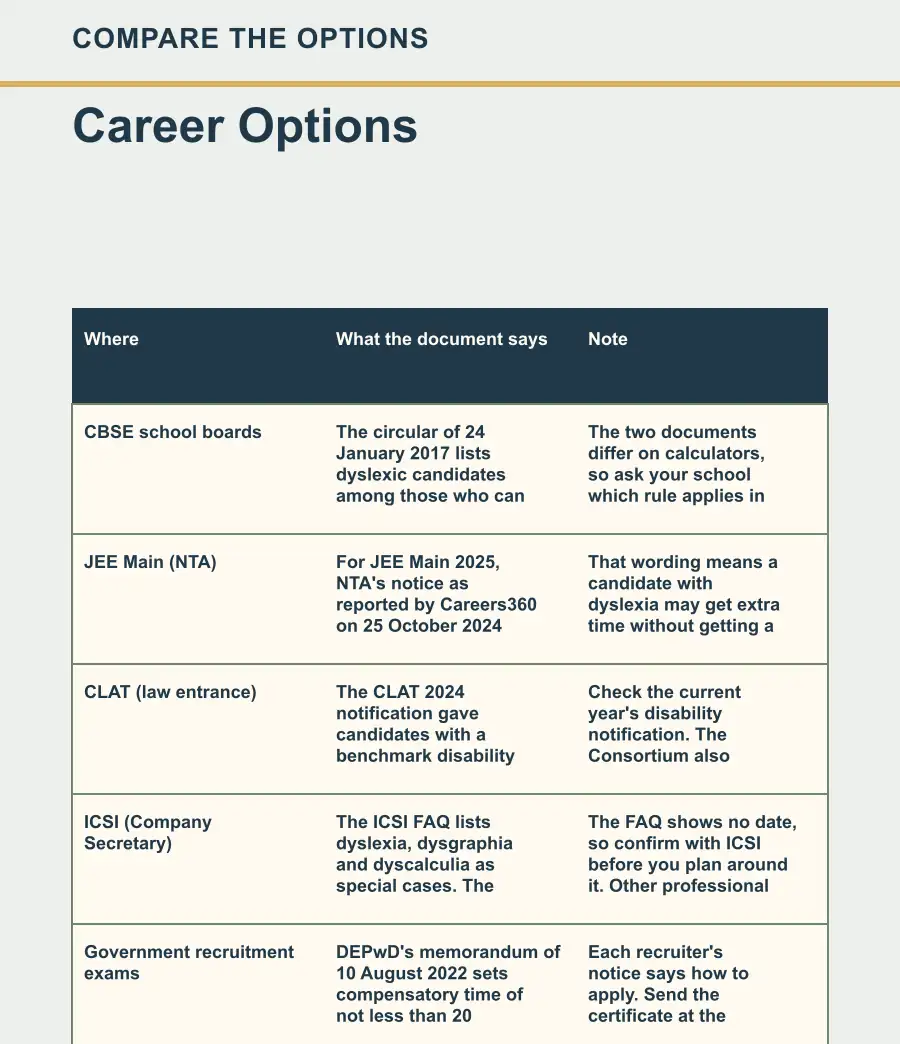 COMPARE THE OPTIONS
Career Options
Where
What the document says
Note
CBSE school boards
The circular of 24
January 2017 lists
dyslexic candidates
among those who can
The two documents
differ on calculators,
so ask your school
which rule applies in
JEE Main (NTA)
For JEE Main 2025,
NTA's notice as
reported by Careers360
on 25 October 2024
That wording means a
candidate with
dyslexia may get extra
time without getting a
CLAT (law entrance)
The CLAT 2024
notification gave
candidates with a
benchmark disability
Check the current
year's disability
notification. The
Consortium also
ICSI (Company
Secretary)
The ICSI FAQ lists
dyslexia, dysgraphia
and dyscalculia as
special cases. The
The FAQ shows no date,
so confirm with ICSI
before you plan around
it. Other professional
Government recruitment
exams
DEPwD's memorandum of
10 August 2022 sets
compensatory time of
not less than 20
Each recruiter's
notice says how to
apply. Send the
certificate at the